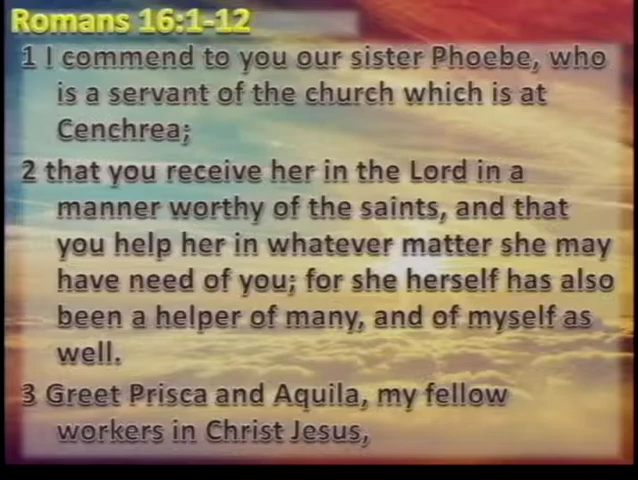 Romans 16:1-12
1 I commend to you our sister Phoebe, who
is a servant of the church which is at
Cenchrea;
2 that you receive her in the Lord in a
manner worthy of the saints, and that
you help her in whatever matter she may
have need of you; for she herself has also
been a helper of many, and of myself as
well.
3 Greet Prisca and Aquila, my fellow
workers in Christ Jesus,